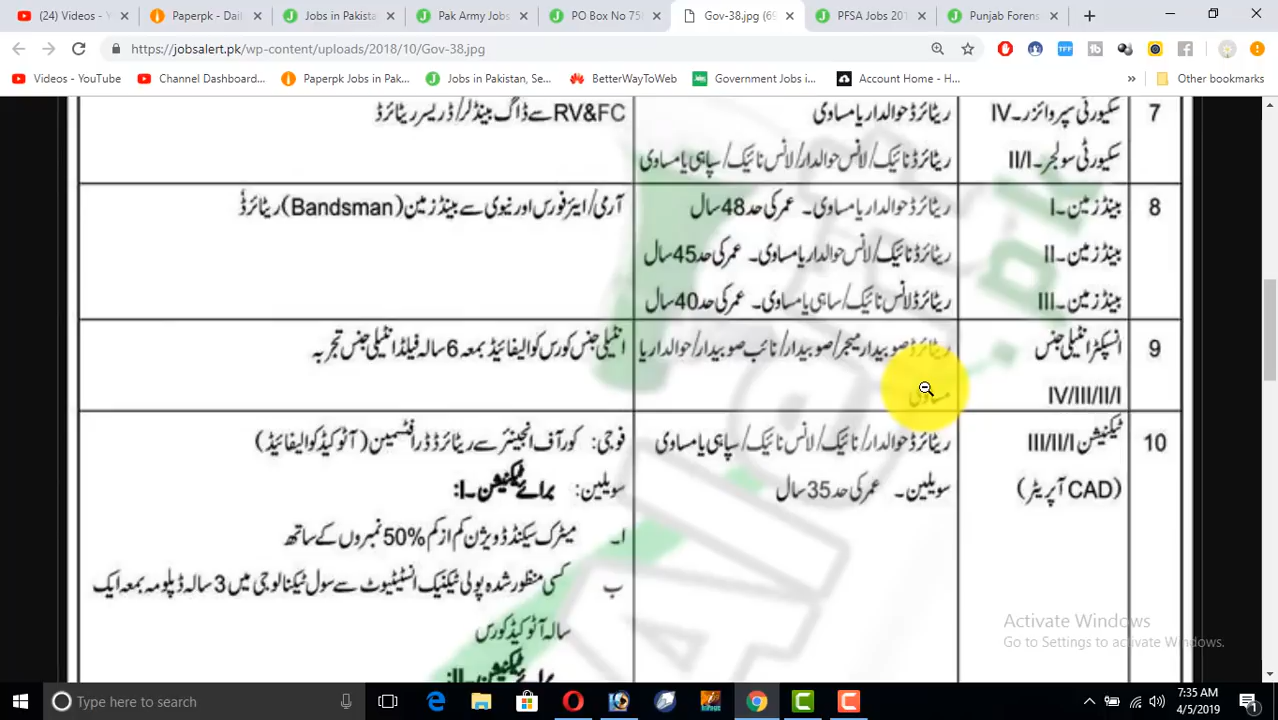 (24) Videos - You
Paperpk - Dail
Jobs in Pakista
Pak Army Jobs
PO Box No 75
Gov-38.jpg (69
PFSA Jobs 201
Punjab Forens
https://jobsalert.pk/wp-content/uploads/2018/10/Gov-38.jpg
Videos - YouTube
Channel Dashboard...
Paperpk Jobs in Pak...
Jobs in Pakistan, Se...
BetterWayToWeb
Government Jobs i...
Account Home - H...
»
Other bookmarks
7
سکیورٹی سپروائزر۔IV
ریٹائرڈ حوالدار یا مساوی
RV&FC سے ڈاگ ہینڈلر/ڈریسر ریٹائرڈ
سکیورٹی سولجر۔II/I
ریٹائرڈ نائیک/لانس حوالدار/لانس نائیک/سپاہی یا مساوی
8
بینڈزمین۔I
ریٹائرڈ حوالدار یا مساوی۔ عمر کی حد 48 سال
آرمی/ایئرفورس اور نیوی سے بینڈزمین (Bandsman) ریٹائرڈ
بینڈزمین۔II
ریٹائرڈ نائیک/لانس حوالدار یا مساوی۔ عمر کی حد 45 سال
بینڈزمین۔III
ریٹائرڈ لانس نائیک/ساہی یا مساوی۔ عمر کی حد 40 سال
9
انسپکٹر انٹیلی جنس
ریٹائرڈ صوبیدار میجر/صوبیدار/نائب صوبیدار/حوالدار یا
انٹیلی جنس کورس کوالیفائیڈ بمعہ 6 سالہ فیلڈ انٹیلی جنس تجربہ
IV/III/II/I
مساوی
10
ٹیکنیشن III/II/I
ریٹائرڈ حوالدار/نائیک/لانس نائیک/سپاہی یا مساوی
فوجی: کور آف انجینئر سے ریٹائرڈ ڈرافٹسمین (آٹو کیڈ کوالیفائیڈ)
(CAD آپریٹر)
سویلین۔ عمر کی حد 35 سال
سویلین: برائے ٹیکنیشن۔I:
ا۔ میٹرک سیکنڈ ڈویژن کم از کم 50% نمبروں کے ساتھ
ب کسی منظور شدہ پولی ٹیکنیک انسٹیٹیوٹ سے سول ٹیکنالوجی میں 3 سالہ ڈپلومہ بمعہ ایک
سالہ آٹو کیڈ کورس
Activate Windows
Go to Settings to activate Windows.
Type here to search
7:35 AM
4/5/2019